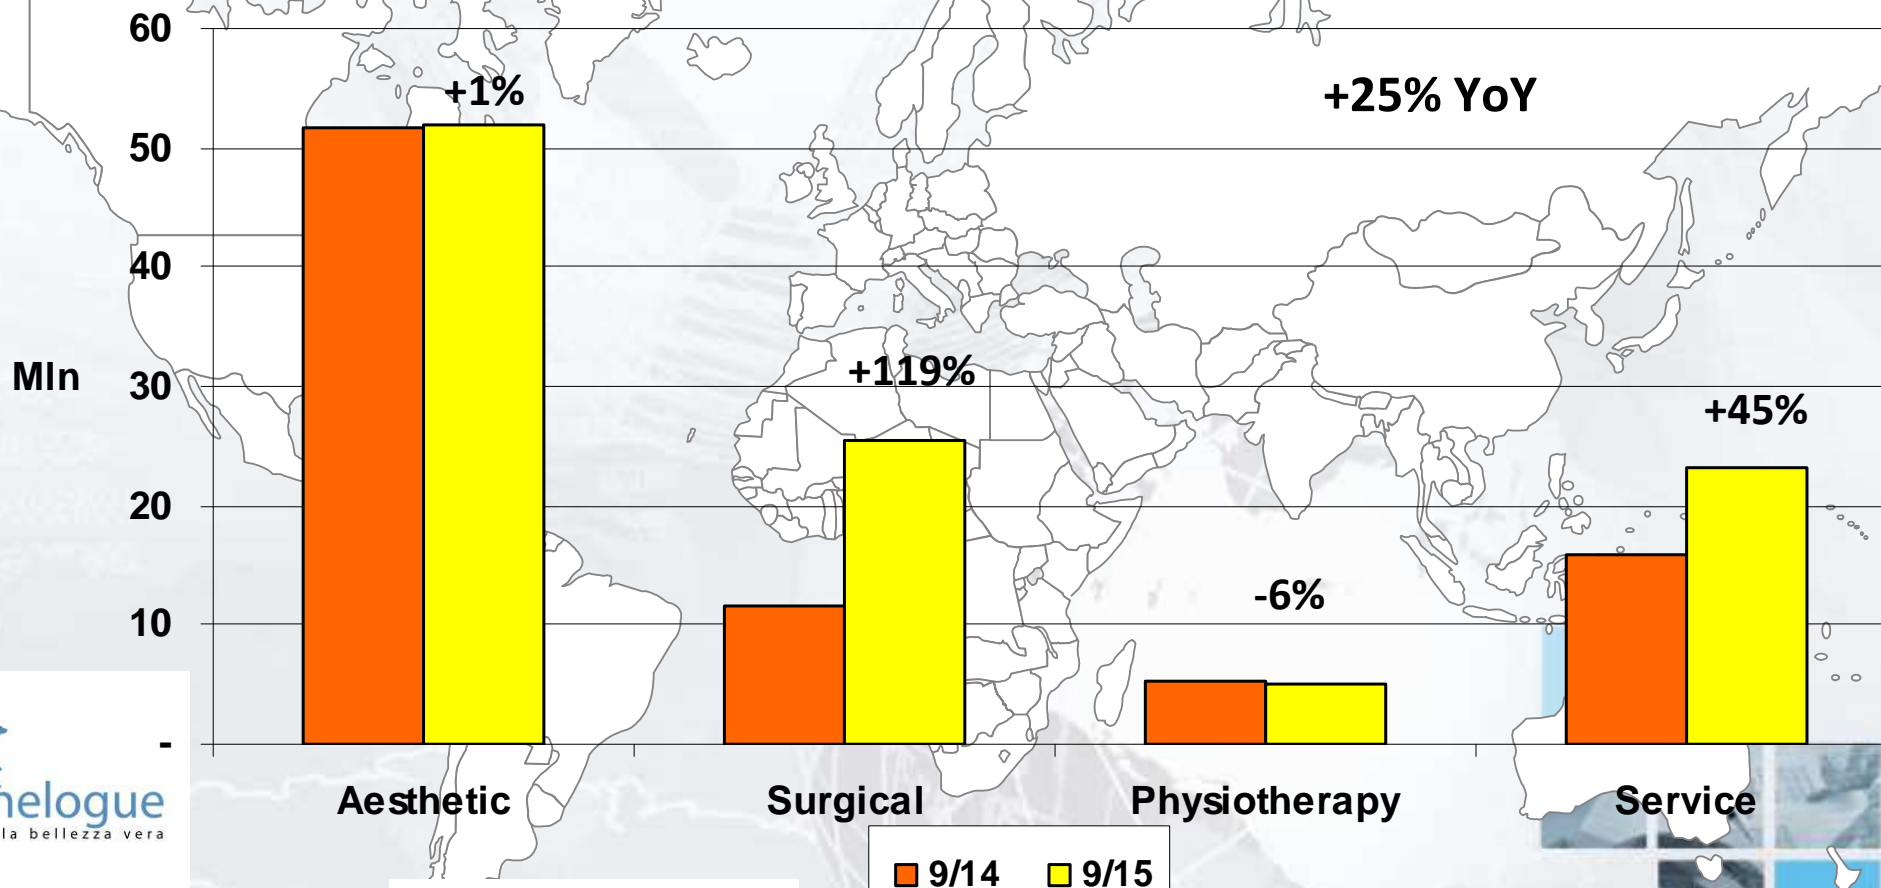 60
+1%
+25% YoY
50
40
Mln
30
+119%
+45%
20
10
-6%
-
Aesthetic
Surgical
Physiotherapy
Service
la bellezza vera
9/14
9/15